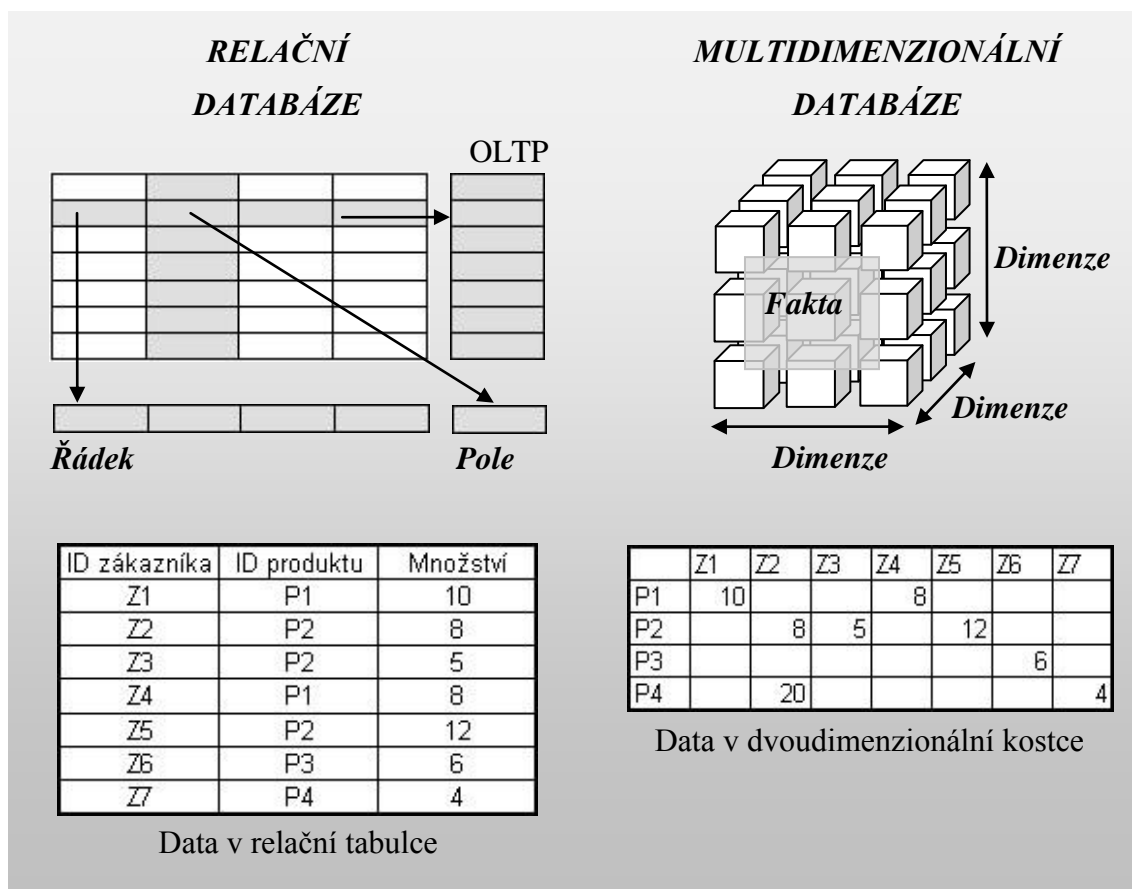 RELAČNÍ
DATABÁZE
OLTP
Řádek
Pole
MULTIDIMENZIONÁLNÍ
DATABÁZE
Dimenze
Fakta
Dimenze
Dimenze
ID zákazníka ID produktu Množství
Z1 P1 10
Z2 P2 8
Z3 P2 5
Z4 P1 8
Z5 P2 12
Z6 P3 6
Z7 P4 4
Data v relační tabulce
Z1 Z2 Z3 Z4 Z5 Z6 Z7
P1 10 8
P2 8 5 12
P3 6
P4 20 4
Data v dvoudimenzionální kostce